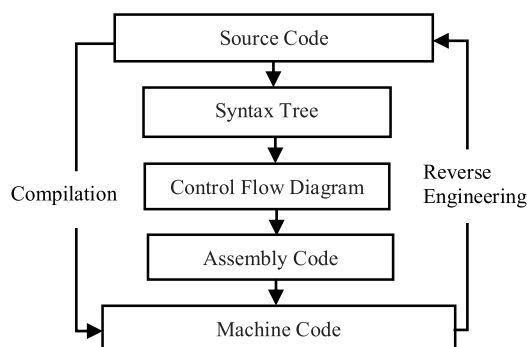 Source Code
Syntax Tree
Control Flow Diagram
Assembly Code
Machine Code
Compilation
Reverse
Engineering